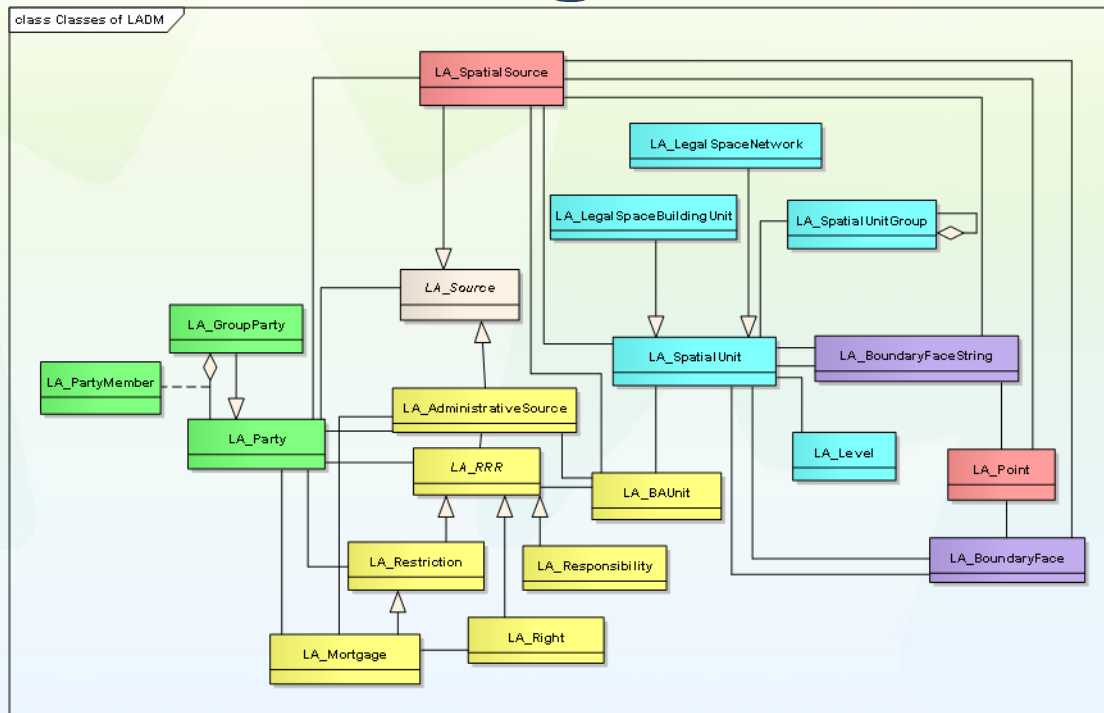 class Classes of LADM
LA_SpatialSource
LA_LegalSpaceNetwork
LA_LegalSpaceBuildingUnit
LA_SpatialUnitGroup
LA_Source
LA_GroupParty
LA_SpatialUnit
LA_BoundaryFaceString
LA_PartyMember
LA_AdministrativeSource
LA_Party
LA_Level
LA_RRR
LA_Point
LA_BAUnit
LA_Restriction
LA_Responsibility
LA_BoundaryFace
LA_Right
LA_Mortgage